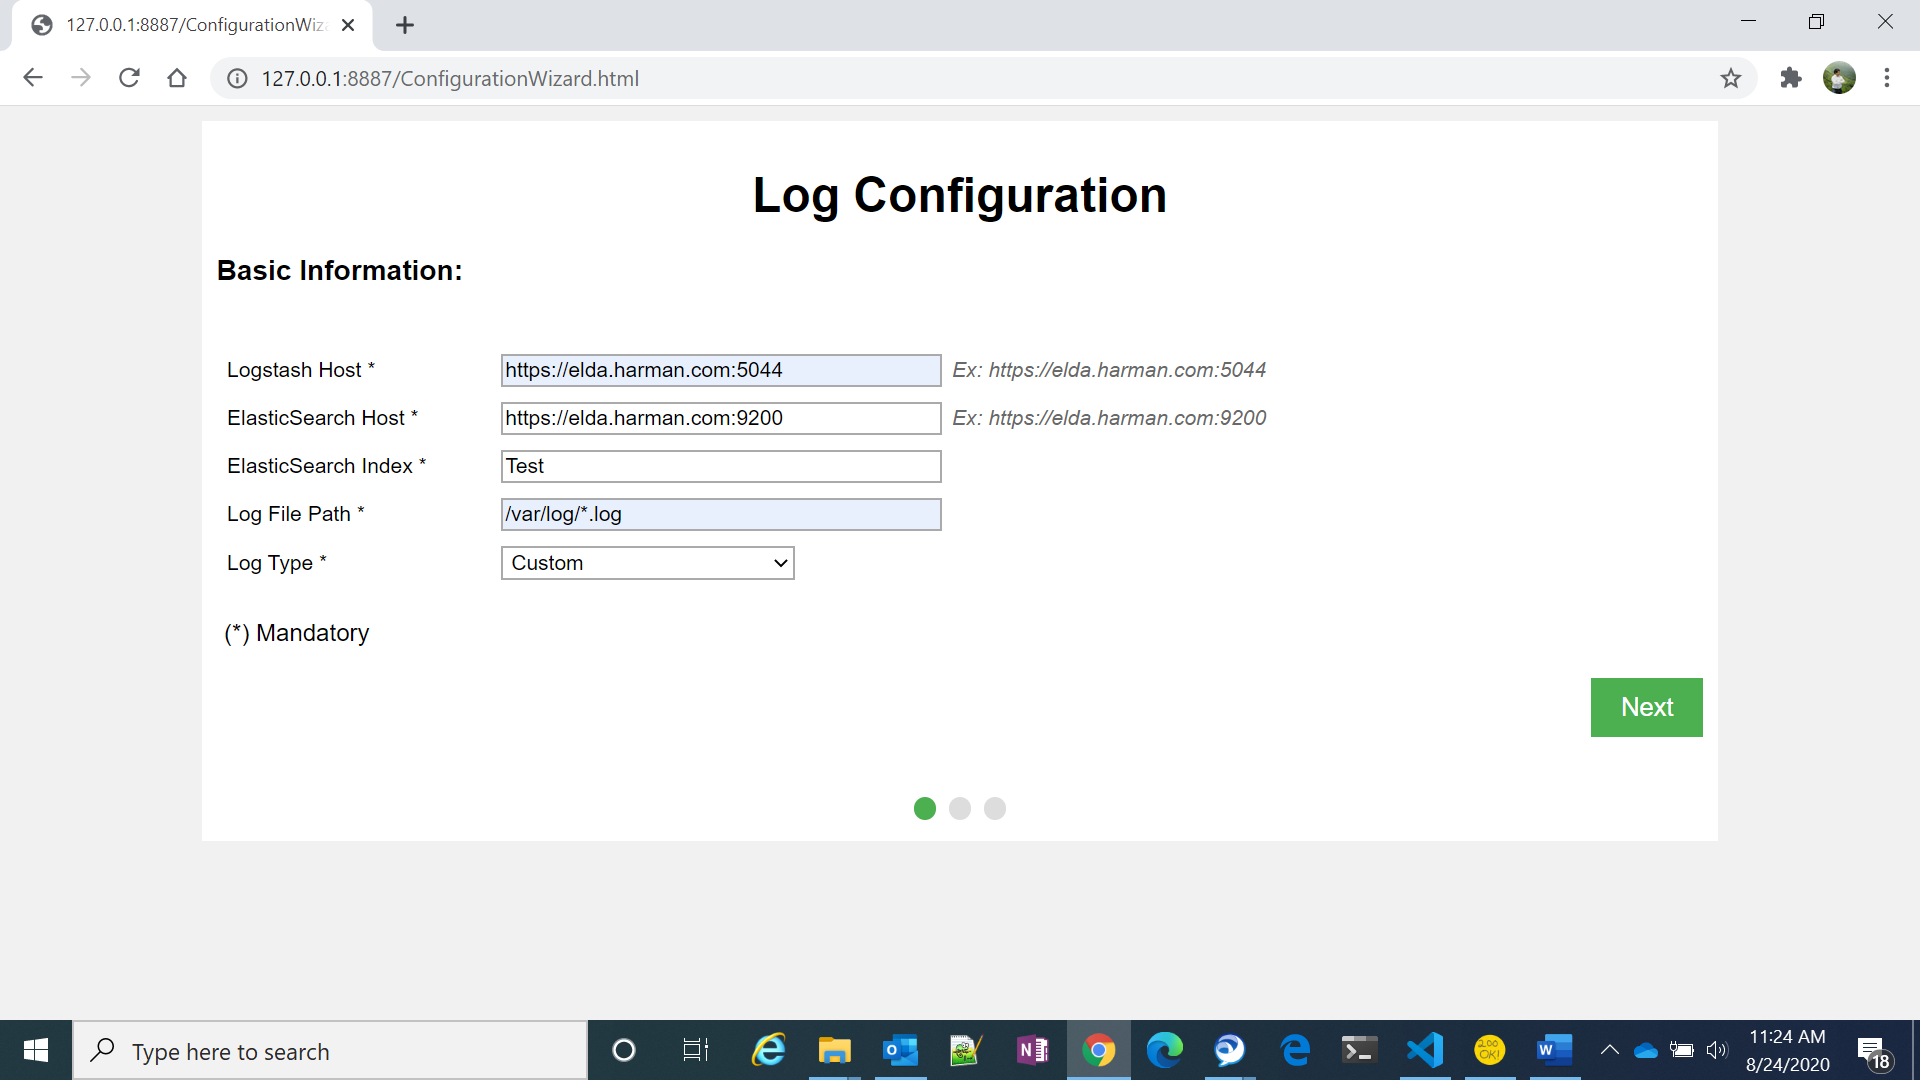 127.0.0.1:8887/ConfigurationWiz
127.0.0.1:8887/ConfigurationWizard.html
Log Configuration
Basic Information:
Logstash Host * https://elda.harman.com:5044 Ex: https://elda.harman.com:5044
ElasticSearch Host * https://elda.harman.com:9200 Ex: https://elda.harman.com:9200
ElasticSearch Index * Test
Log File Path * /var/log/*.log
Log Type * Custom
(*) Mandatory
Next
Type here to search
200 OK!
11:24 AM
8/24/2020
18